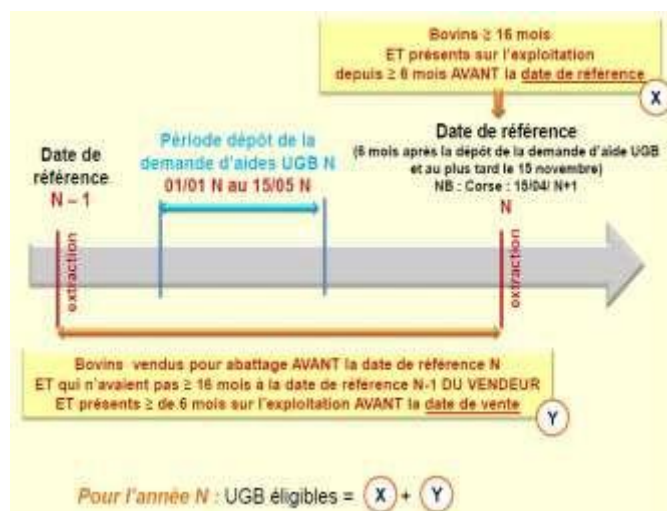 Bovins ≥ 16 mois
ET présents sur l'exploitation
depuis ≥ 6 mois AVANT la date de référence
X
Date de
référence
N – 1
Période dépôt de la
demande d'aides UGB N
01/01 N au 15/05 N
Date de référence
(6 mois après la dépôt de la demande d'aide UGB
et au plus tard le 15 novembre)
NB : Corse : 15/04/ N+1
N
extraction
extraction
Bovins vendus pour abattage AVANT la date de référence N
ET qui n'avaient pas ≥ 16 mois à la date de référence N-1 DU VENDEUR
ET présents ≥ de 6 mois sur l'exploitation AVANT la date de vente
Y
Pour l'année N : UGB éligibles = X + Y